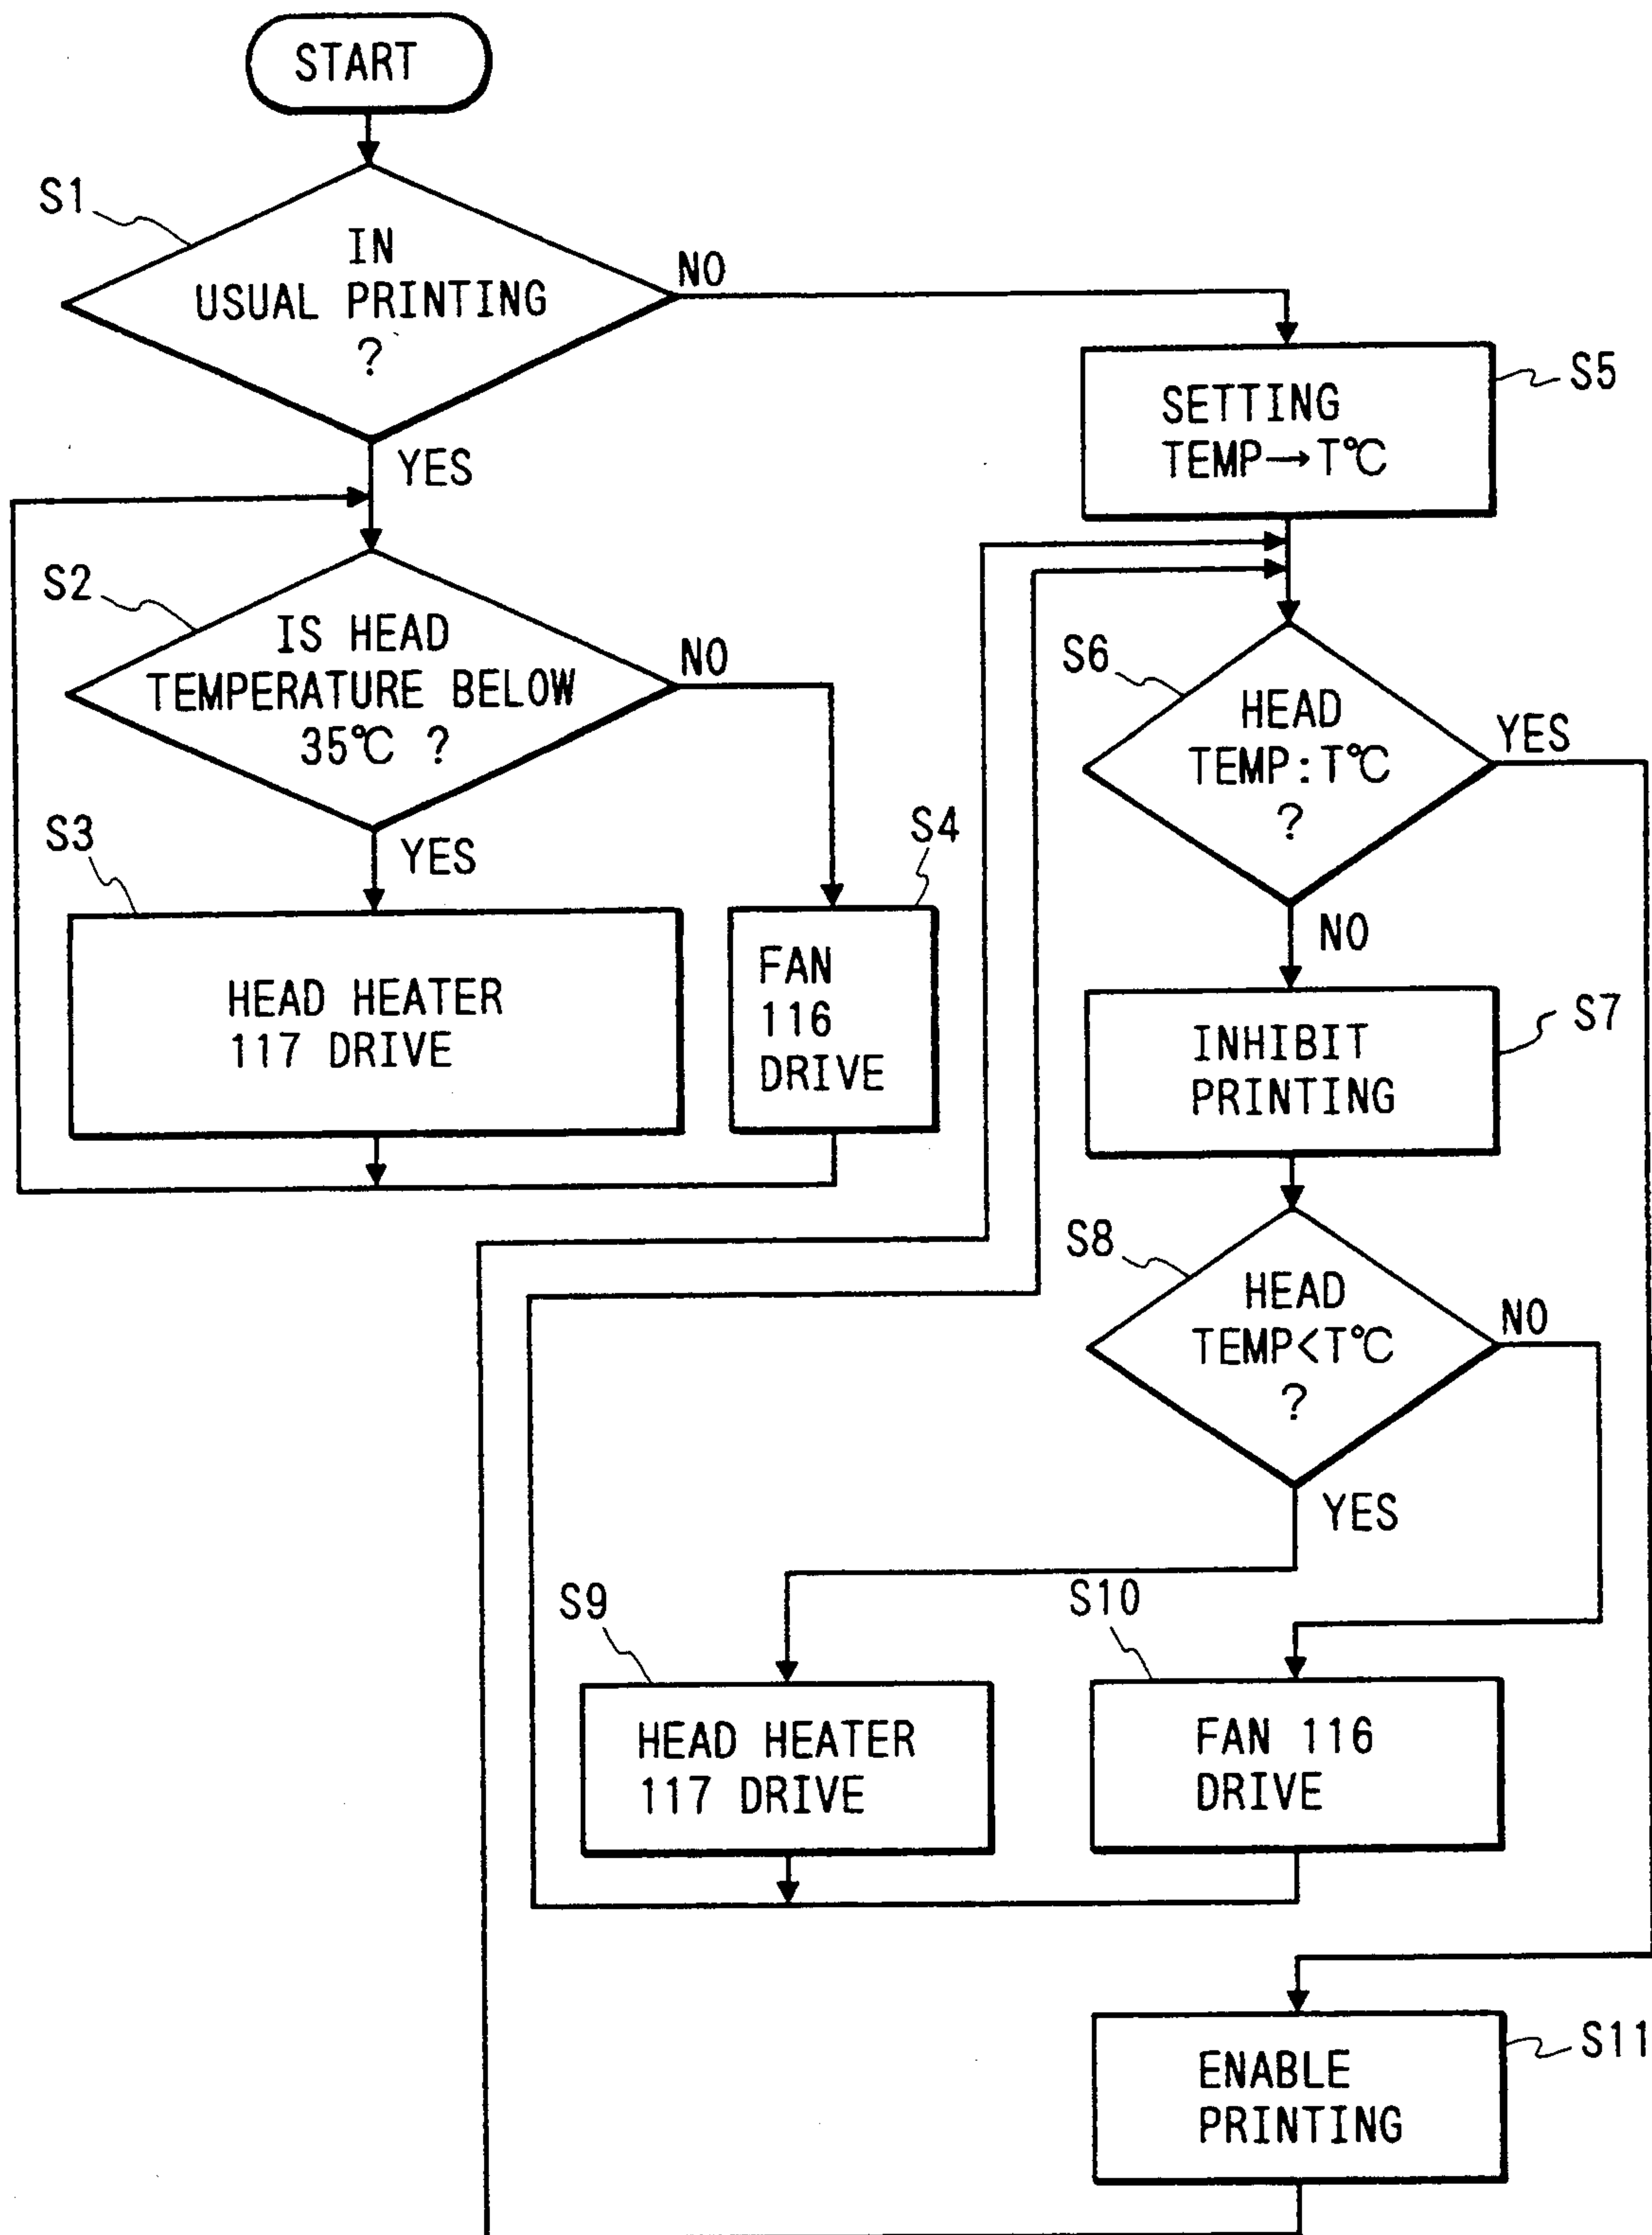 START
S1
IN
USUAL PRINTING
?
NO
YES
S5
SETTING
TEMP→T℃
S2
IS HEAD
TEMPERATURE BELOW
35℃ ?
NO
YES
S6
HEAD
TEMP:T℃
?
YES
NO
S3
HEAD HEATER
117 DRIVE
S4
FAN
116
DRIVE
S7
INHIBIT
PRINTING
S8
HEAD
TEMP<T℃
?
NO
YES
S9
HEAD HEATER
117 DRIVE
S10
FAN 116
DRIVE
S11
ENABLE
PRINTING